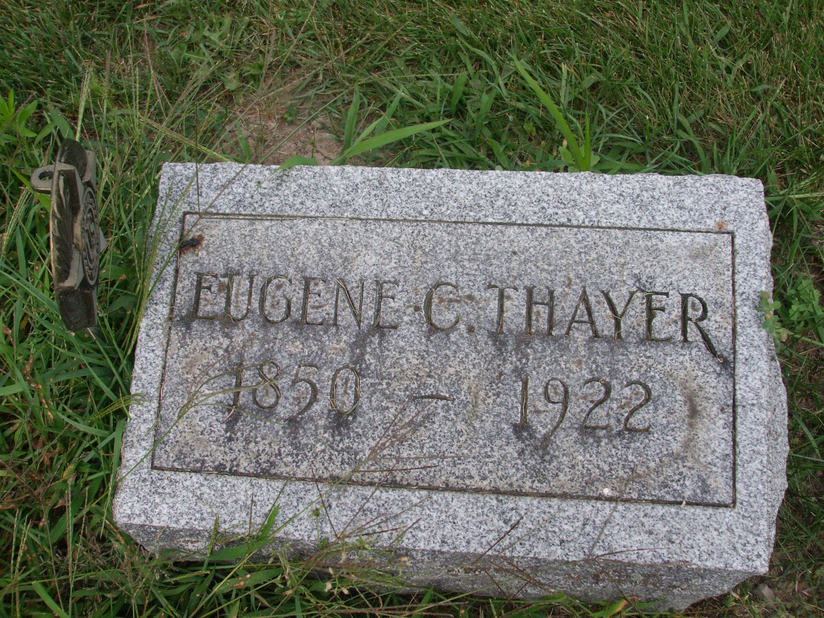 EUGENE C. THAYER
1850 – 1922